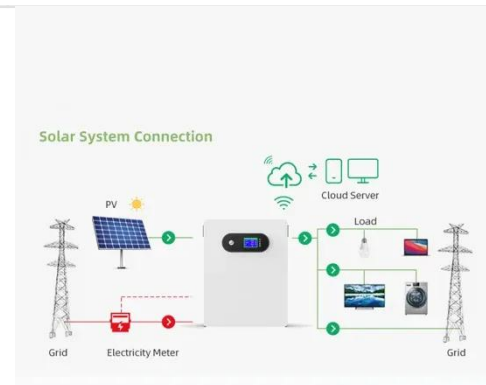 Solar System Connection
Cloud Server
PV
Load
Grid
Electricity Meter
Grid